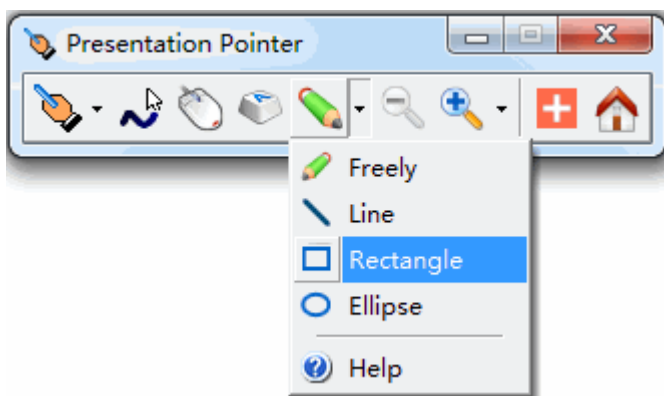 Presentation Pointer
Freely
Line
Rectangle
Ellipse
Help